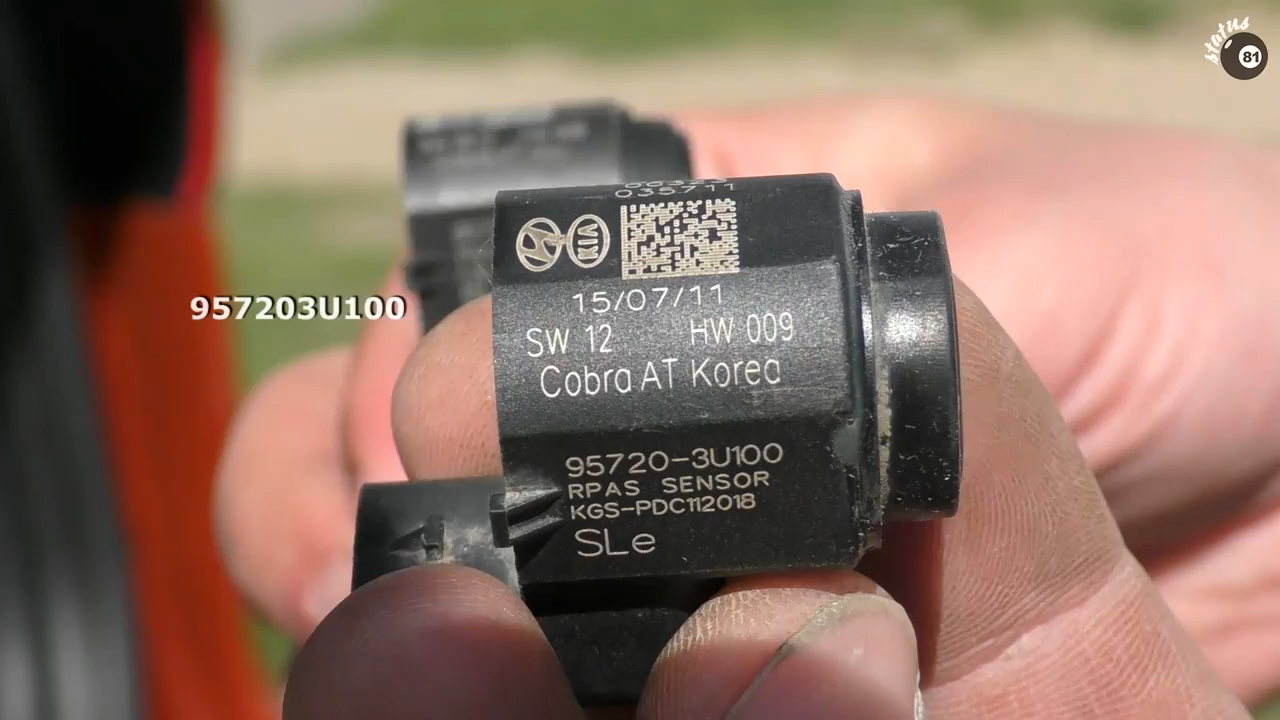 status
81
035711
KIA
15/07/11
SW 12 HW 009
Cobra AT Korea
957203U100
95720-3U100
RPAS SENSOR
KGS-PDC112018
SLe